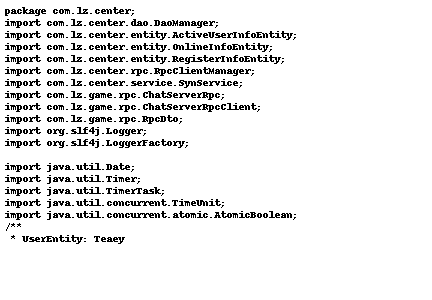 package com.lz.center;
import com.lz.center.dao.DaoManager;
import com.lz.center.entity.ActiveUserInfoEntity;
import com.lz.center.entity.OnlineInfoEntity;
import com.lz.center.entity.RegisterInfoEntity;
import com.lz.center.rpc.RpcClientManager;
import com.lz.center.service.SynService;
import com.lz.game.rpc.ChatServerRpc;
import com.lz.game.rpc.ChatServerRpcClient;
import com.lz.game.rpc.RpcDto;
import org.slf4j.Logger;
import org.slf4j.LoggerFactory;
import java.util.Date;
import java.util.Timer;
import java.util.TimerTask;
import java.util.concurrent.TimeUnit;
import java.util.concurrent.atomic.AtomicBoolean;
/**
 * UserEntity: Teaey